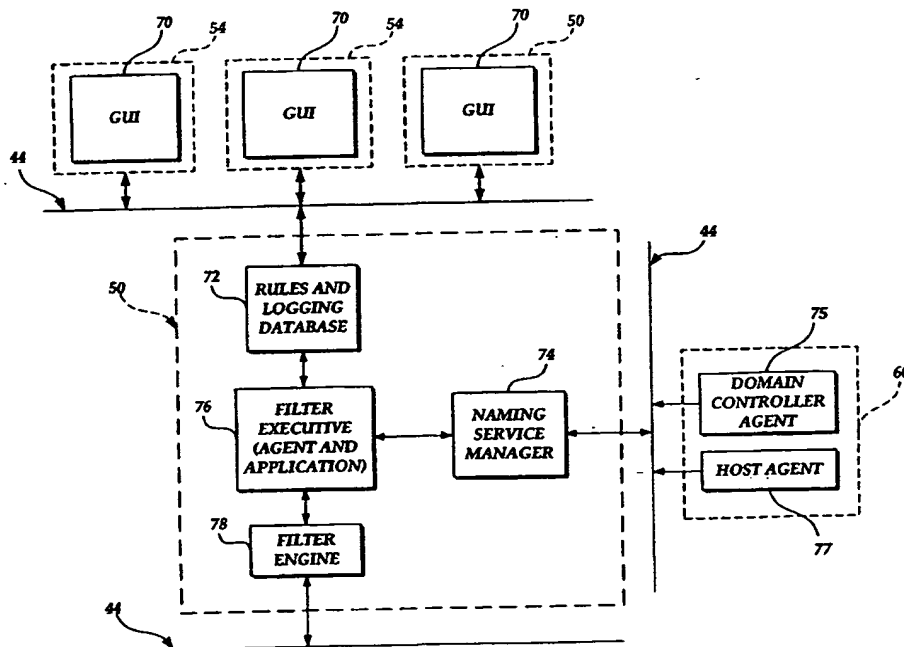 70
54
70
54
70
50
GUI
GUI
GUI
44
44
50
72
RULES AND
LOGGING
DATABASE
75
60
74
DOMAIN
CONTROLLER
AGENT
76
FILTER
EXECUTIVE
(AGENT AND
APPLICATION)
NAMING
SERVICE
MANAGER
HOST AGENT
77
78
FILTER
ENGINE
44